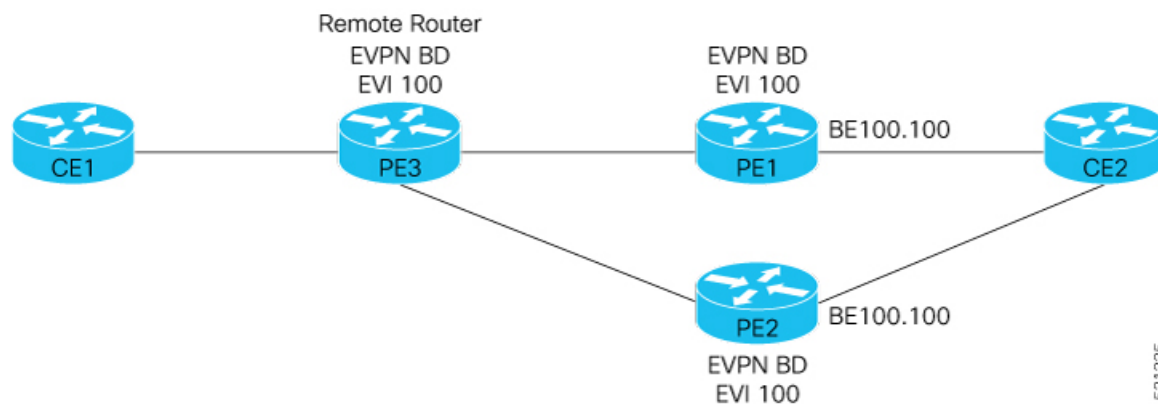 Remote Router
EVPN BD
EVI 100
EVPN BD
EVI 100
BE100.100
CE1
PE3
PE1
CE2
PE2
BE100.100
EVPN BD
EVI 100